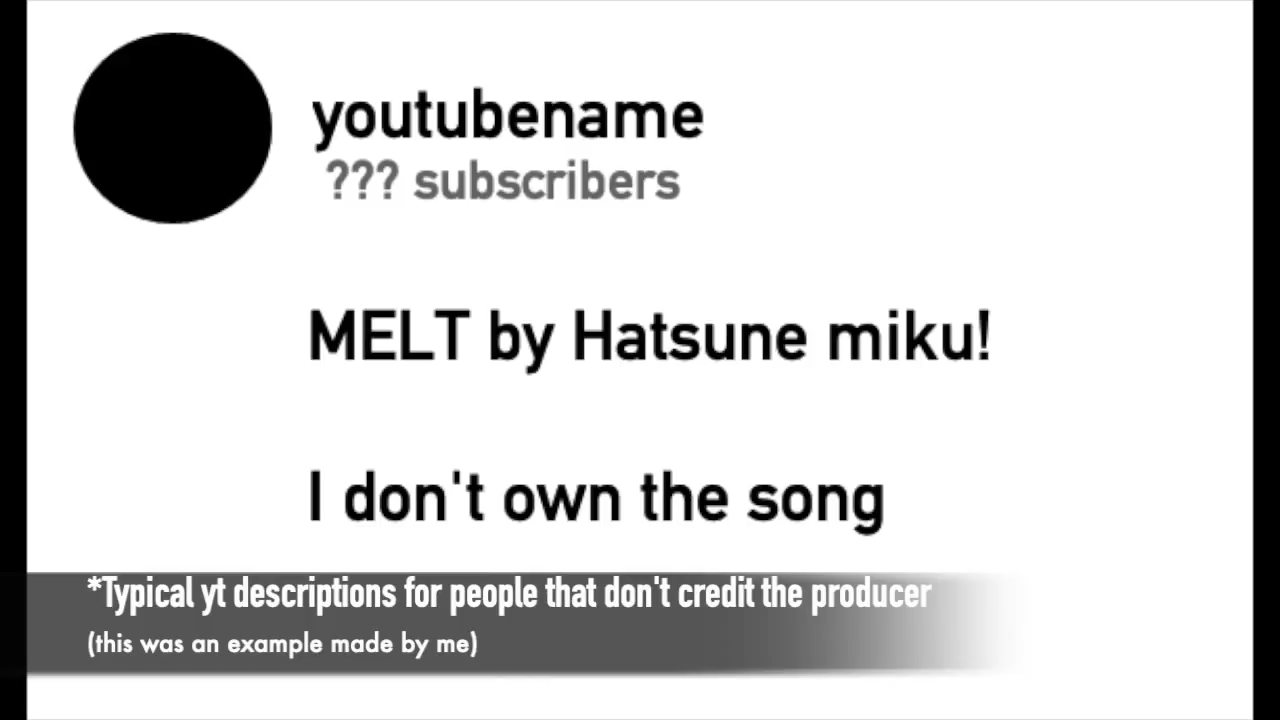 youtubename
??? subscribers
MELT by Hatsune miku!
I don't own the song
*Typical yt descriptions for people that don't credit the producer
(this was an example made by me)